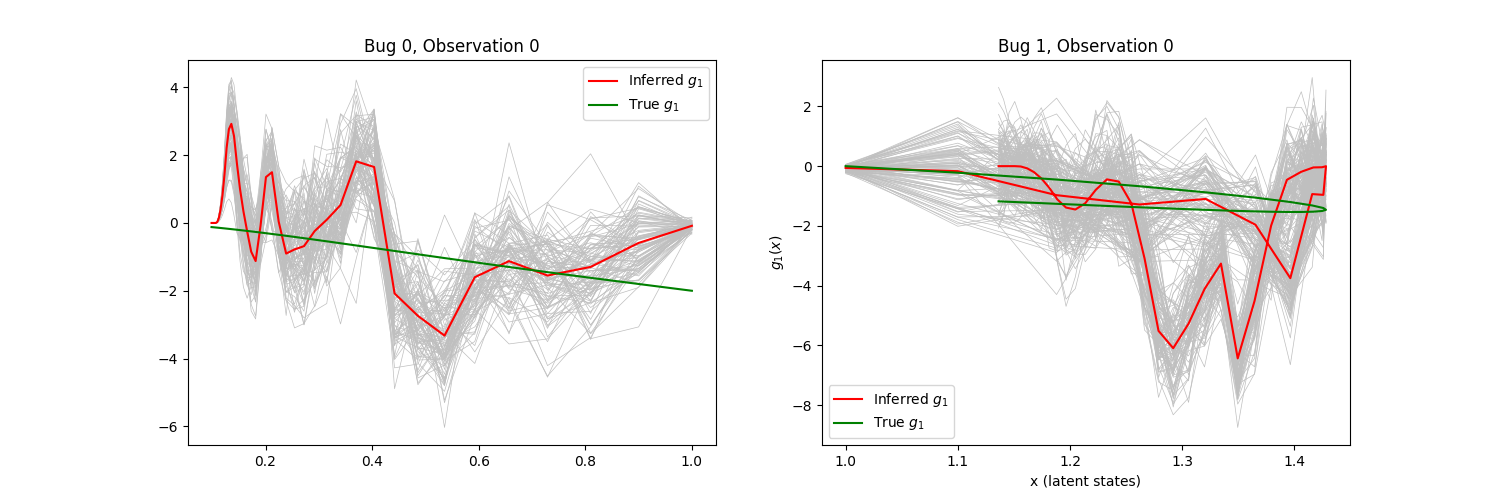 Bug 0, Observation 0
Inferred g₁
True g₁
4
2
0
−2
−4
−6
0.2
0.4
0.6
0.8
1.0
Bug 1, Observation 0
g₁(x)
2
0
−2
−4
−6
−8
Inferred g₁
True g₁
1.0
1.1
1.2
1.3
1.4
x (latent states)